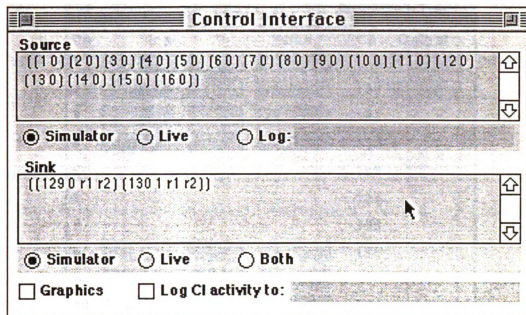 Control Interface
Source
((1 0) (2 0) (3 0) (4 0) (5 0) (6 0) (7 0) (8 0) (9 0) (10 0) (11 0) (12 0)
(13 0) (14 0) (15 0) (16 0))
Simulator Live Log:
Sink
((129 0 r1 r2) (130 1 r1 r2))
Simulator Live Both
Graphics Log CI activity to: